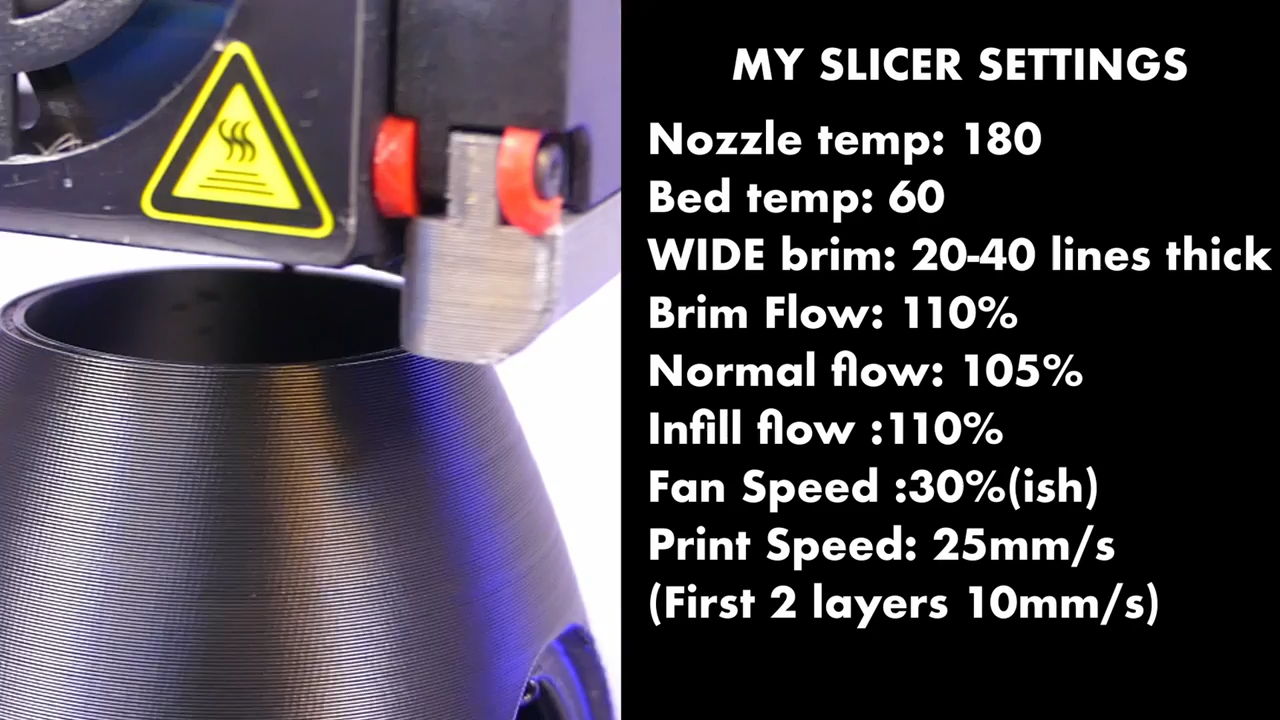 MY SLICER SETTINGS
Nozzle temp: 180
Bed temp: 60
WIDE brim: 20-40 lines thick
Brim Flow: 110%
Normal flow: 105%
Infill flow :110%
Fan Speed :30%(ish)
Print Speed: 25mm/s
(First 2 layers 10mm/s)